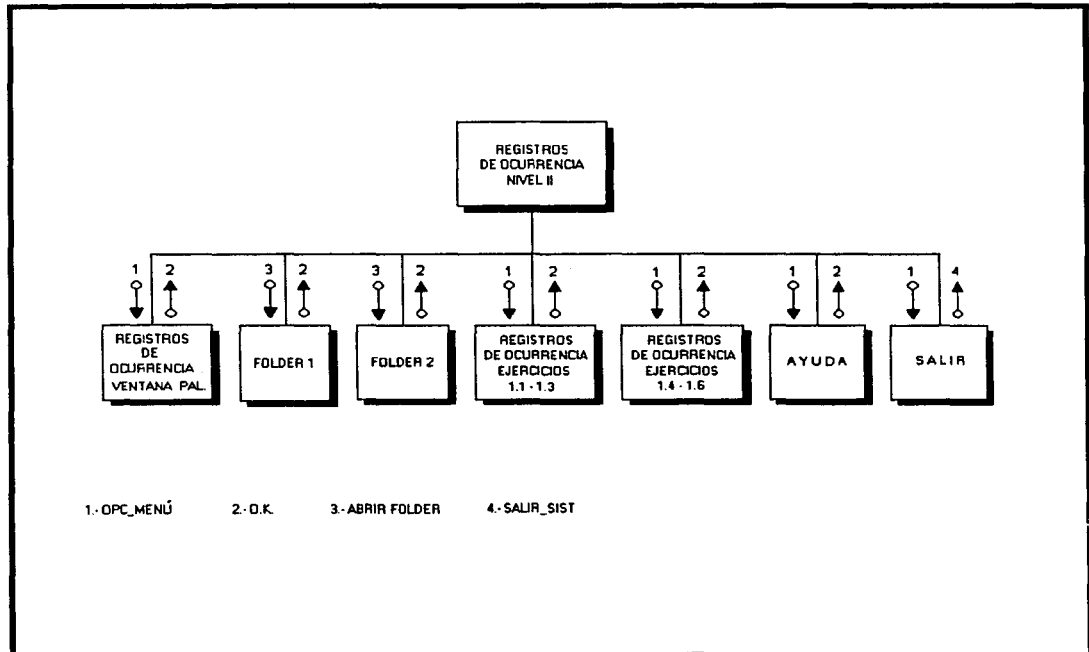 REGISTROS
DE OCURRENCIA
NIVEL II
1 2 3 2 3 2 1 2 1 2 1 2 1 4
REGISTROS
DE
OCURRENCIA
VENTANA PAL.
FOLDER 1
FOLDER 2
REGISTROS
DE OCURRENCIA
EJERCICIOS
1.1 - 1.3
REGISTROS
DE OCURRENCIA
EJERCICIOS
1.4 - 1.6
AYUDA
SALIR
1.- OPC_MENÚ 2.- O.K. 3.- ABRIR FOLDER 4.- SALIR_SIST